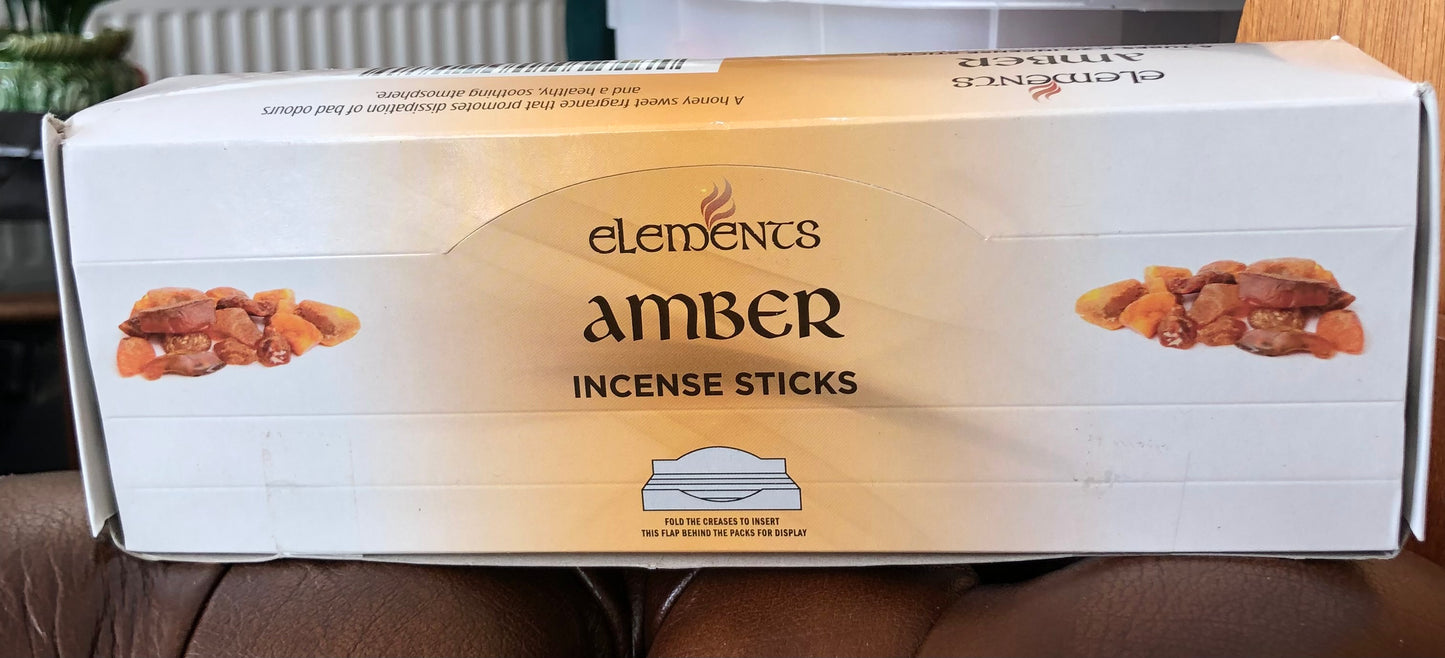 A honey sweet fragrance that promotes dissipation of bad odours
and a healthy, soothing atmosphere.
elements
AMBER
elements
AMBER
INCENSE STICKS
FOLD THE CREASES TO INSERT
THIS FLAP BEHIND THE PACKS FOR DISPLAY